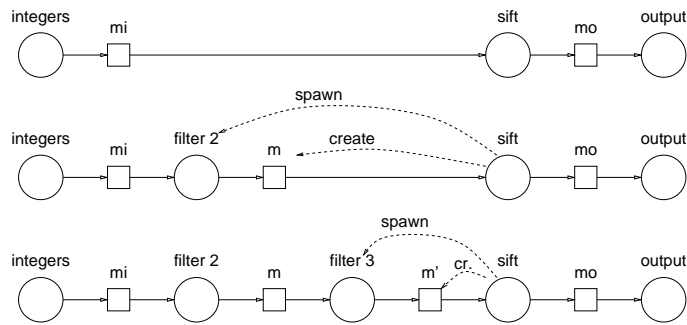 integers mi sift mo output
spawn
integers mi filter 2 m create sift mo output
spawn
integers mi filter 2 m filter 3 m' cr. sift mo output